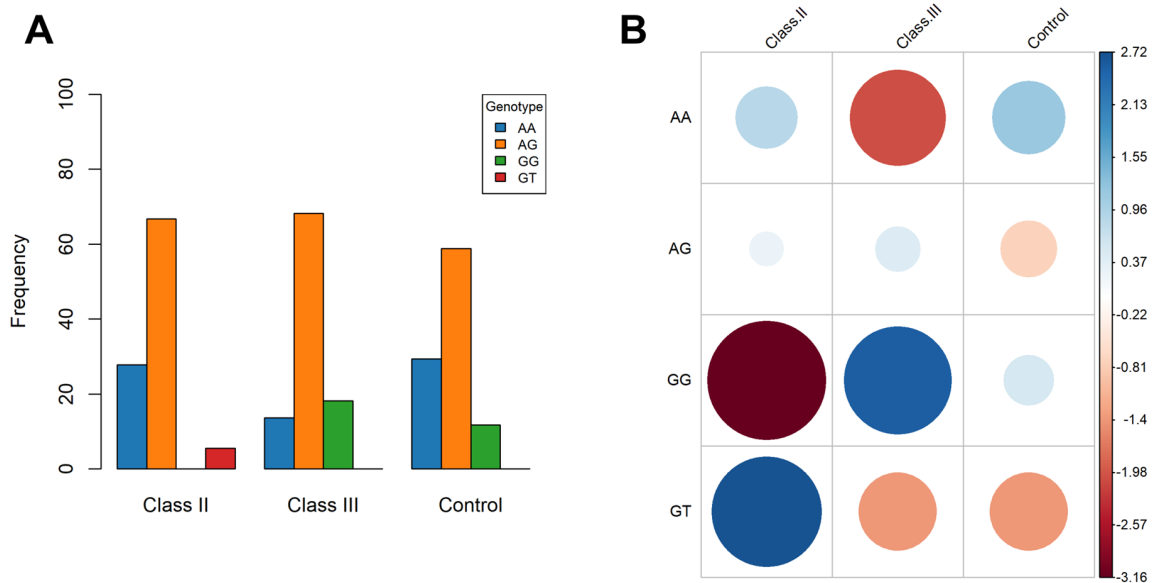 A
Frequency
100
80
60
40
20
0
Genotype
AA
AG
GG
GT
Class II
Class III
Control
B
Class.II
Class.III
Control
AA
AG
GG
GT
2.72
2.13
1.55
0.96
0.37
-0.22
-0.81
-1.4
-1.98
-2.57
-3.16